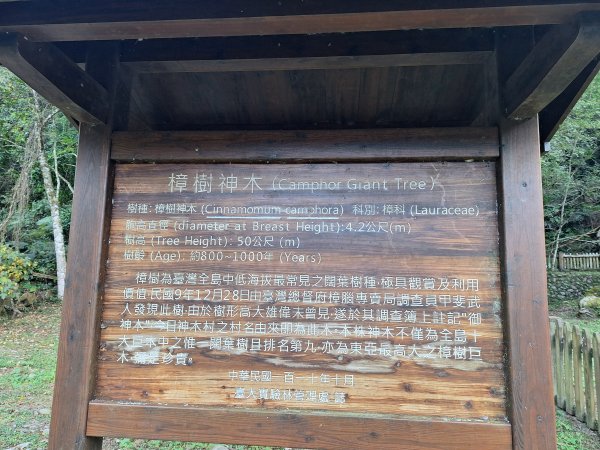 樟樹神木 (Camphor Giant Tree)
樹種: 樟樹神木 (Cinnamomum camphora) 科別: 樟科 (Lauraceae)
胸高直徑 (diameter at Breast Height): 4.2公尺(m)
樹高 (Tree Height): 50公尺 (m)
樹齡 (Age): 約800~1000年 (Years)
樟樹為臺灣全島中低海拔最常見之闊葉樹種, 極具觀賞及利用
價值, 民國9年12月28日由臺灣總督府樟腦專賣局調查員甲斐武
人發現此樹, 由於樹形高大雄偉未曾見, 遂於其調查簿上註記"御
神木" 今日神木村之村名由來即為此木, 本株神木不僅為全島十
大巨木中之惟一闊葉樹且排名第九, 亦為東亞最高大之樟樹巨
木, 珍貴。
中華民國一百一十年十月
臺大實驗林管理處 誌